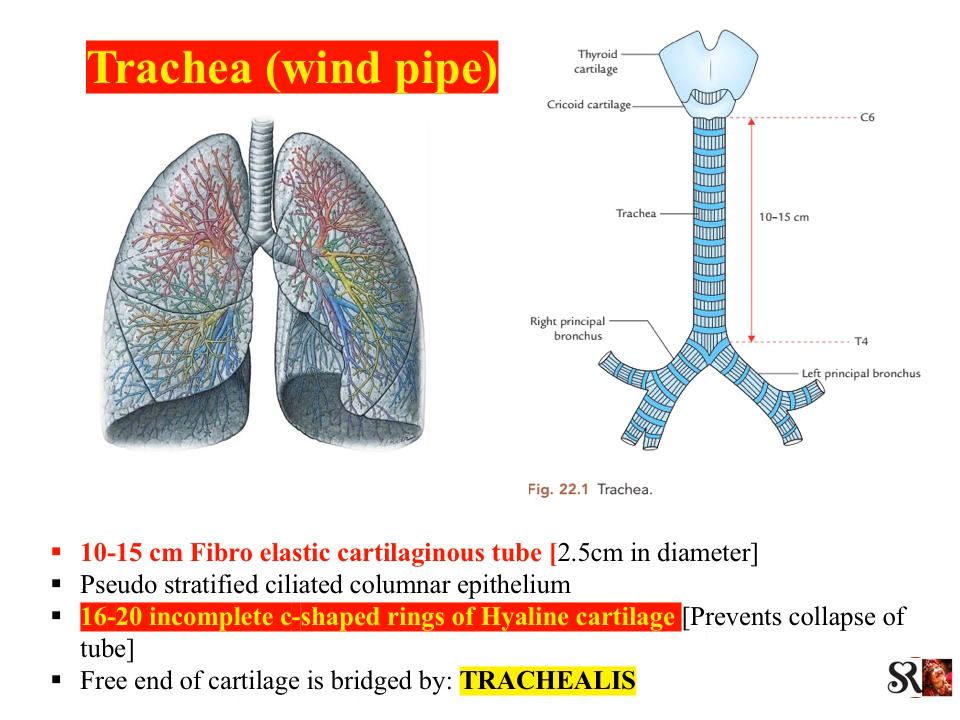 Trachea (wind pipe)
Thyroid
cartilage
Cricoid cartilage
C6
Trachea
10–15 cm
Right principal
bronchus
T4
Left principal bronchus
Fig. 22.1 Trachea.
▪ 10-15 cm Fibro elastic cartilaginous tube [2.5cm in diameter]
▪ Pseudo stratified ciliated columnar epithelium
▪ 16-20 incomplete c-shaped rings of Hyaline cartilage [Prevents collapse of
tube]
▪ Free end of cartilage is bridged by: TRACHEALIS
SR